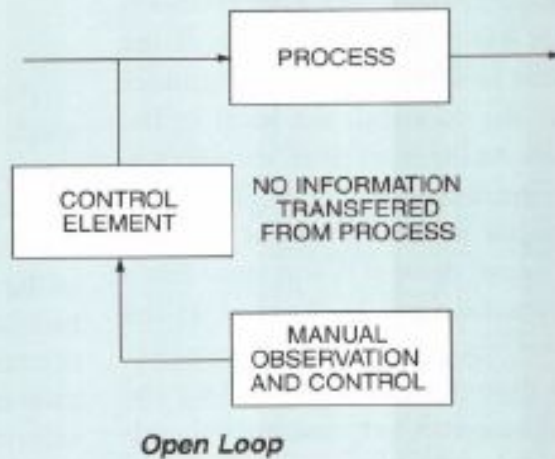 PROCESS
CONTROL
ELEMENT
NO INFORMATION
TRANSFERED
FROM PROCESS
MANUAL
OBSERVATION
AND CONTROL
Open Loop